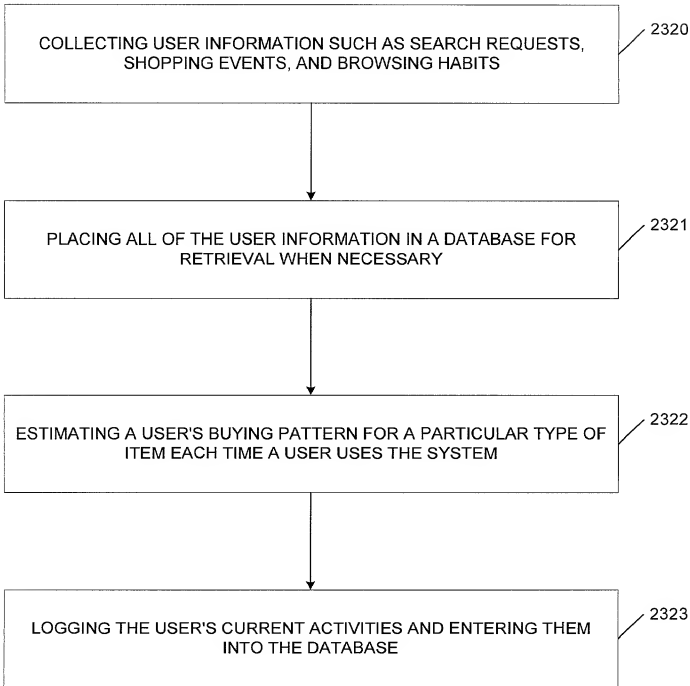 COLLECTING USER INFORMATION SUCH AS SEARCH REQUESTS,
SHOPPING EVENTS, AND BROWSING HABITS
2320
PLACING ALL OF THE USER INFORMATION IN A DATABASE FOR
RETRIEVAL WHEN NECESSARY
2321
ESTIMATING A USER'S BUYING PATTERN FOR A PARTICULAR TYPE OF
ITEM EACH TIME A USER USES THE SYSTEM
2322
LOGGING THE USER'S CURRENT ACTIVITIES AND ENTERING THEM
INTO THE DATABASE
2323